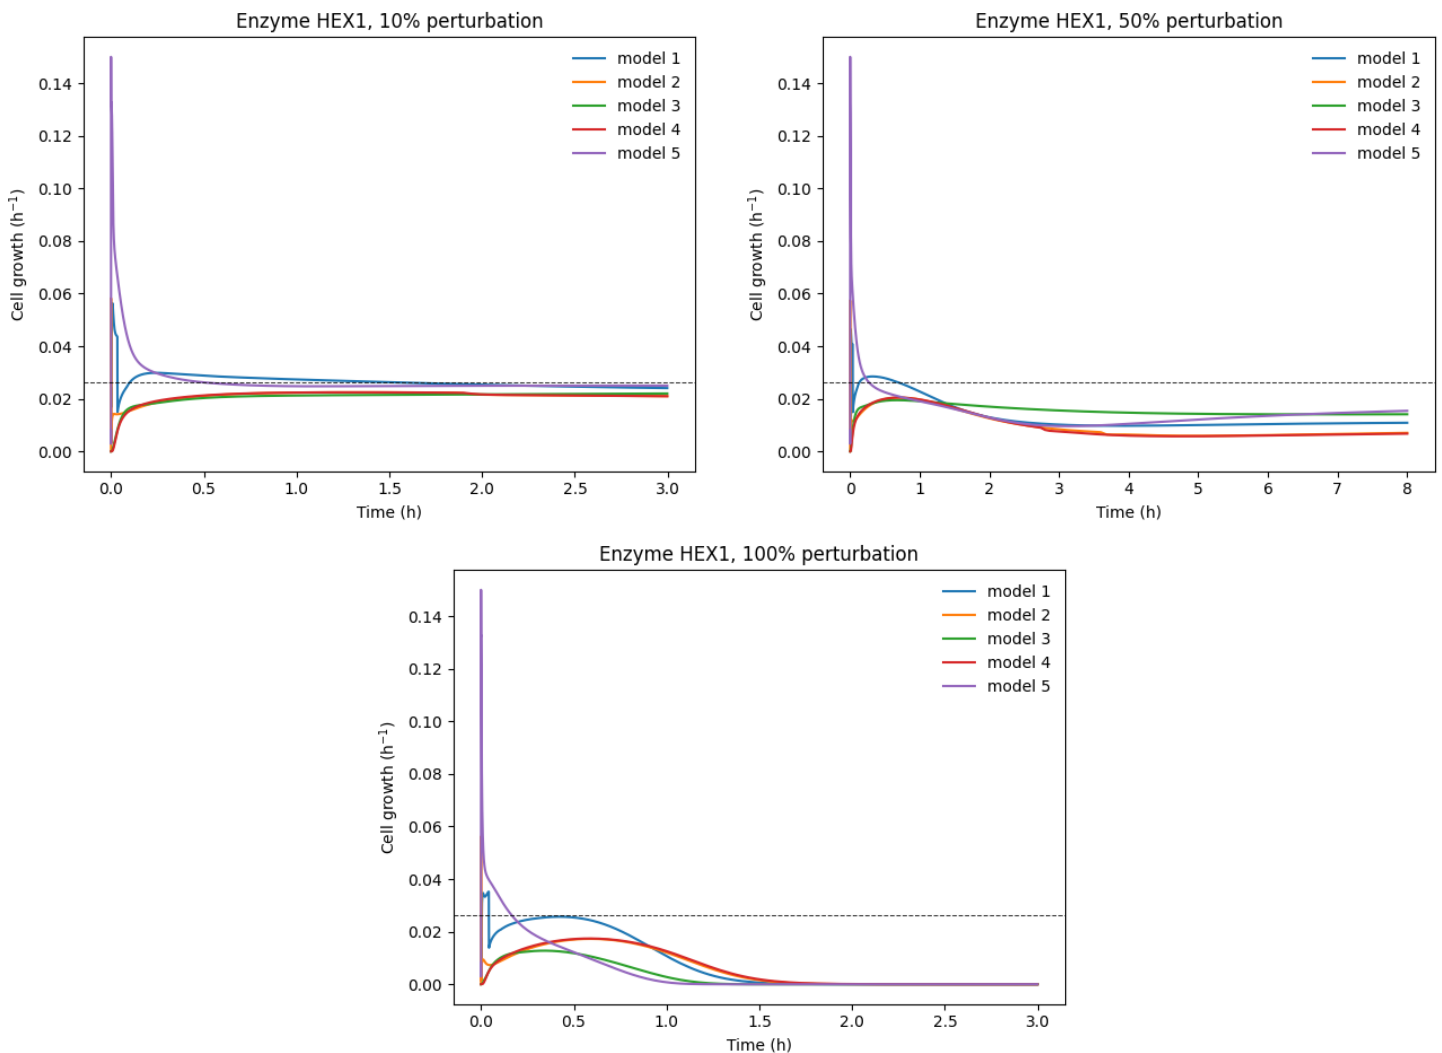 Enzyme HEX1, 10% perturbation
Cell growth (h⁻¹)
0.14
0.12
0.10
0.08
0.06
0.04
0.02
0.00
model 1
model 2
model 3
model 4
model 5
0.0 0.5 1.0 1.5 2.0 2.5 3.0
Time (h)
Enzyme HEX1, 50% perturbation
Cell growth (h⁻¹)
0.14
0.12
0.10
0.08
0.06
0.04
0.02
0.00
model 1
model 2
model 3
model 4
model 5
0 1 2 3 4 5 6 7 8
Time (h)
Enzyme HEX1, 100% perturbation
Cell growth (h⁻¹)
0.14
0.12
0.10
0.08
0.06
0.04
0.02
0.00
model 1
model 2
model 3
model 4
model 5
0.0 0.5 1.0 1.5 2.0 2.5 3.0
Time (h)